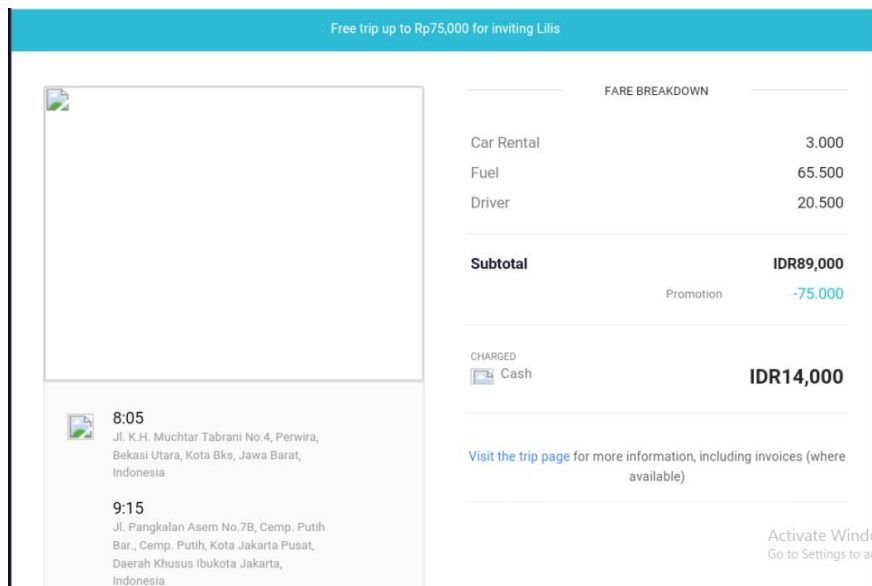 Free trip up to Rp75,000 for inviting Lilis
FARE BREAKDOWN
Car Rental 3.000
Fuel 65.500
Driver 20.500
Subtotal IDR89,000
Promotion -75.000
CHARGED
Cash IDR14,000
Visit the trip page for more information, including invoices (where
available)
8:05
Jl. K.H. Muchtar Tabrani No.4, Perwira,
Bekasi Utara, Kota Bks, Jawa Barat,
Indonesia
9:15
Jl. Pangkalan Asem No.7B, Cemp. Putih
Bar., Cemp. Putih, Kota Jakarta Pusat,
Daerah Khusus Ibukota Jakarta,
Indonesia
Activate
Go to Settings to